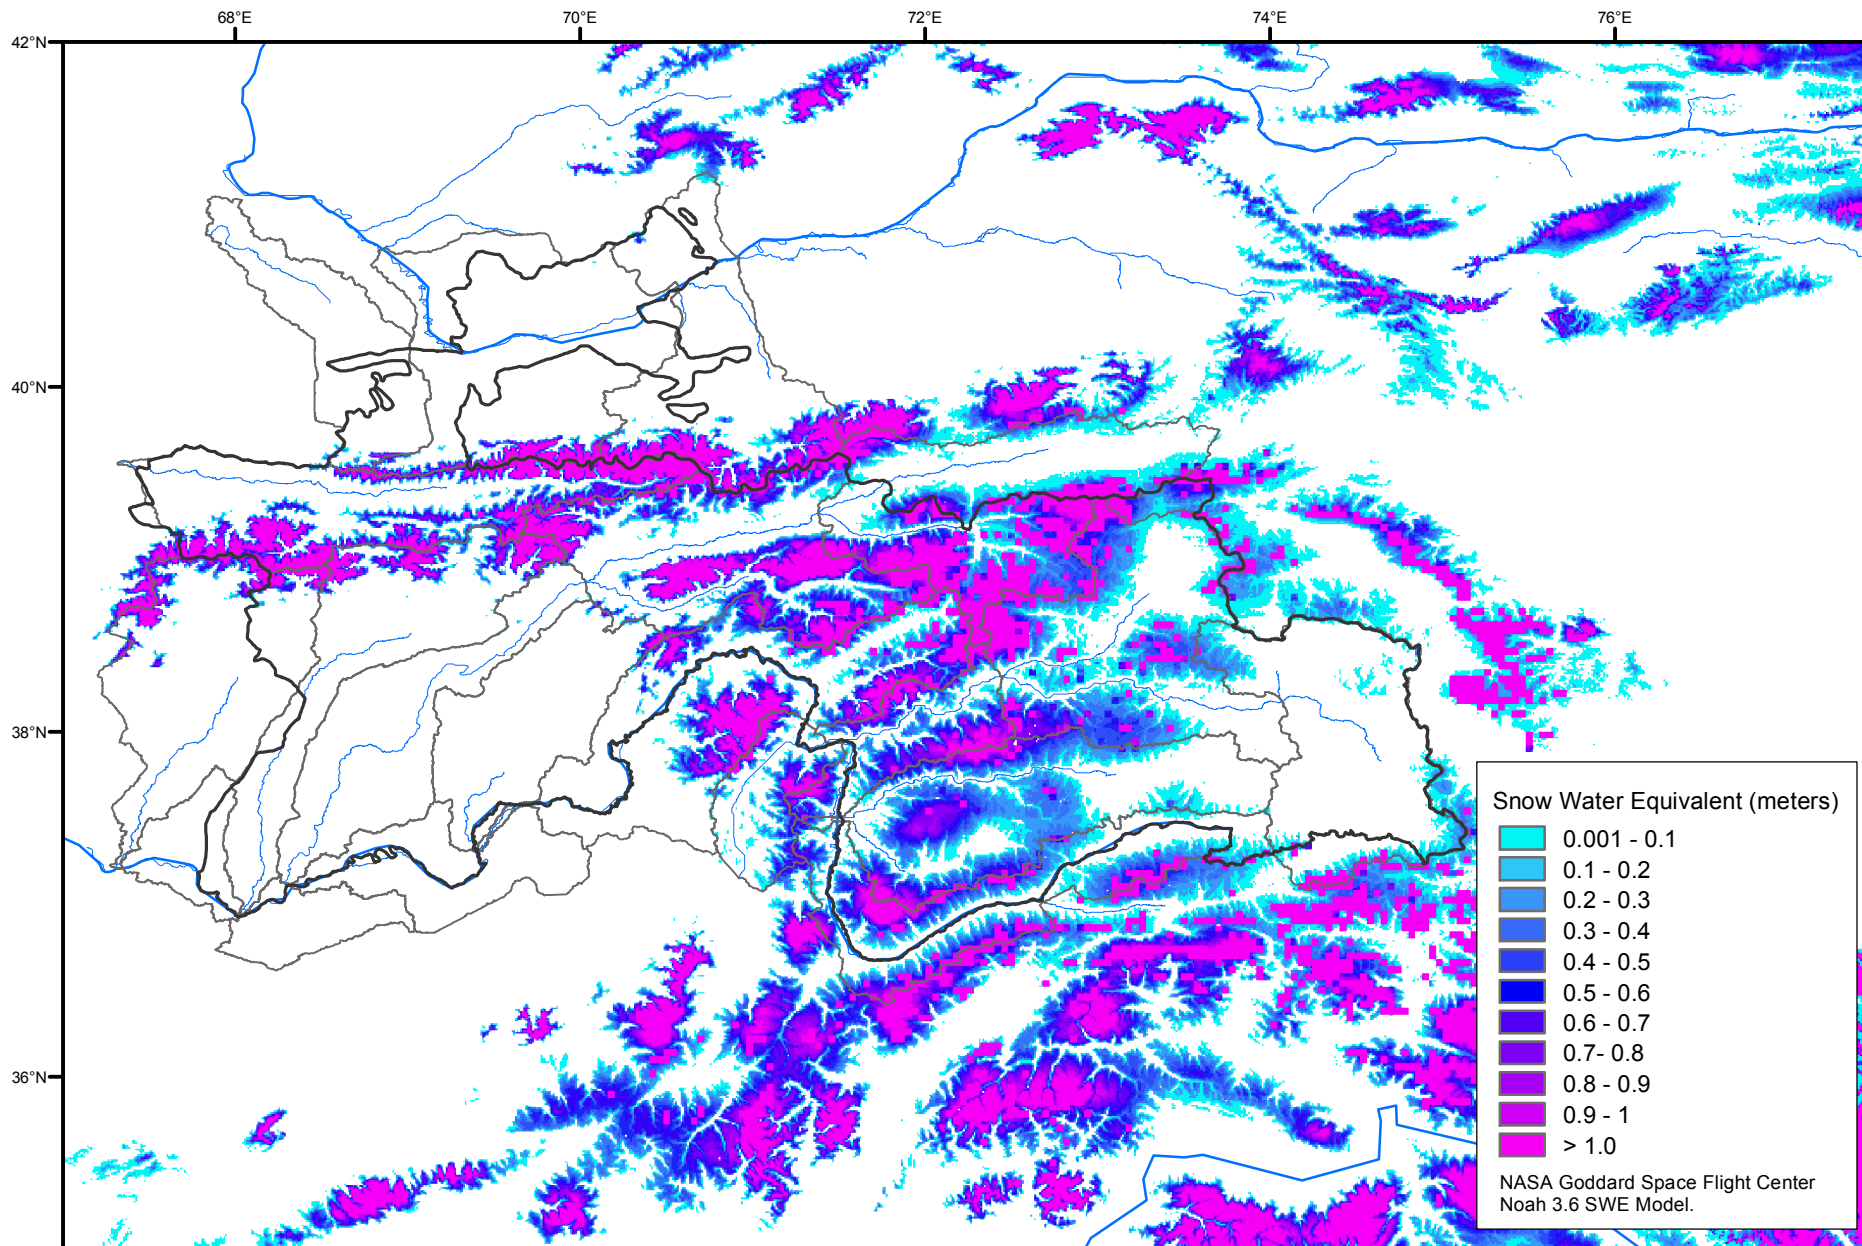 68°E
70°E
72°E
74°E
76°E
42°N
40°N
38°N
36°N
Snow Water Equivalent (meters)
0.001 - 0.1
0.1 - 0.2
0.2 - 0.3
0.3 - 0.4
0.4 - 0.5
0.5 - 0.6
0.6 - 0.7
0.7- 0.8
0.8 - 0.9
0.9 - 1
> 1.0
NASA Goddard Space Flight Center
Noah 3.6 SWE Model.